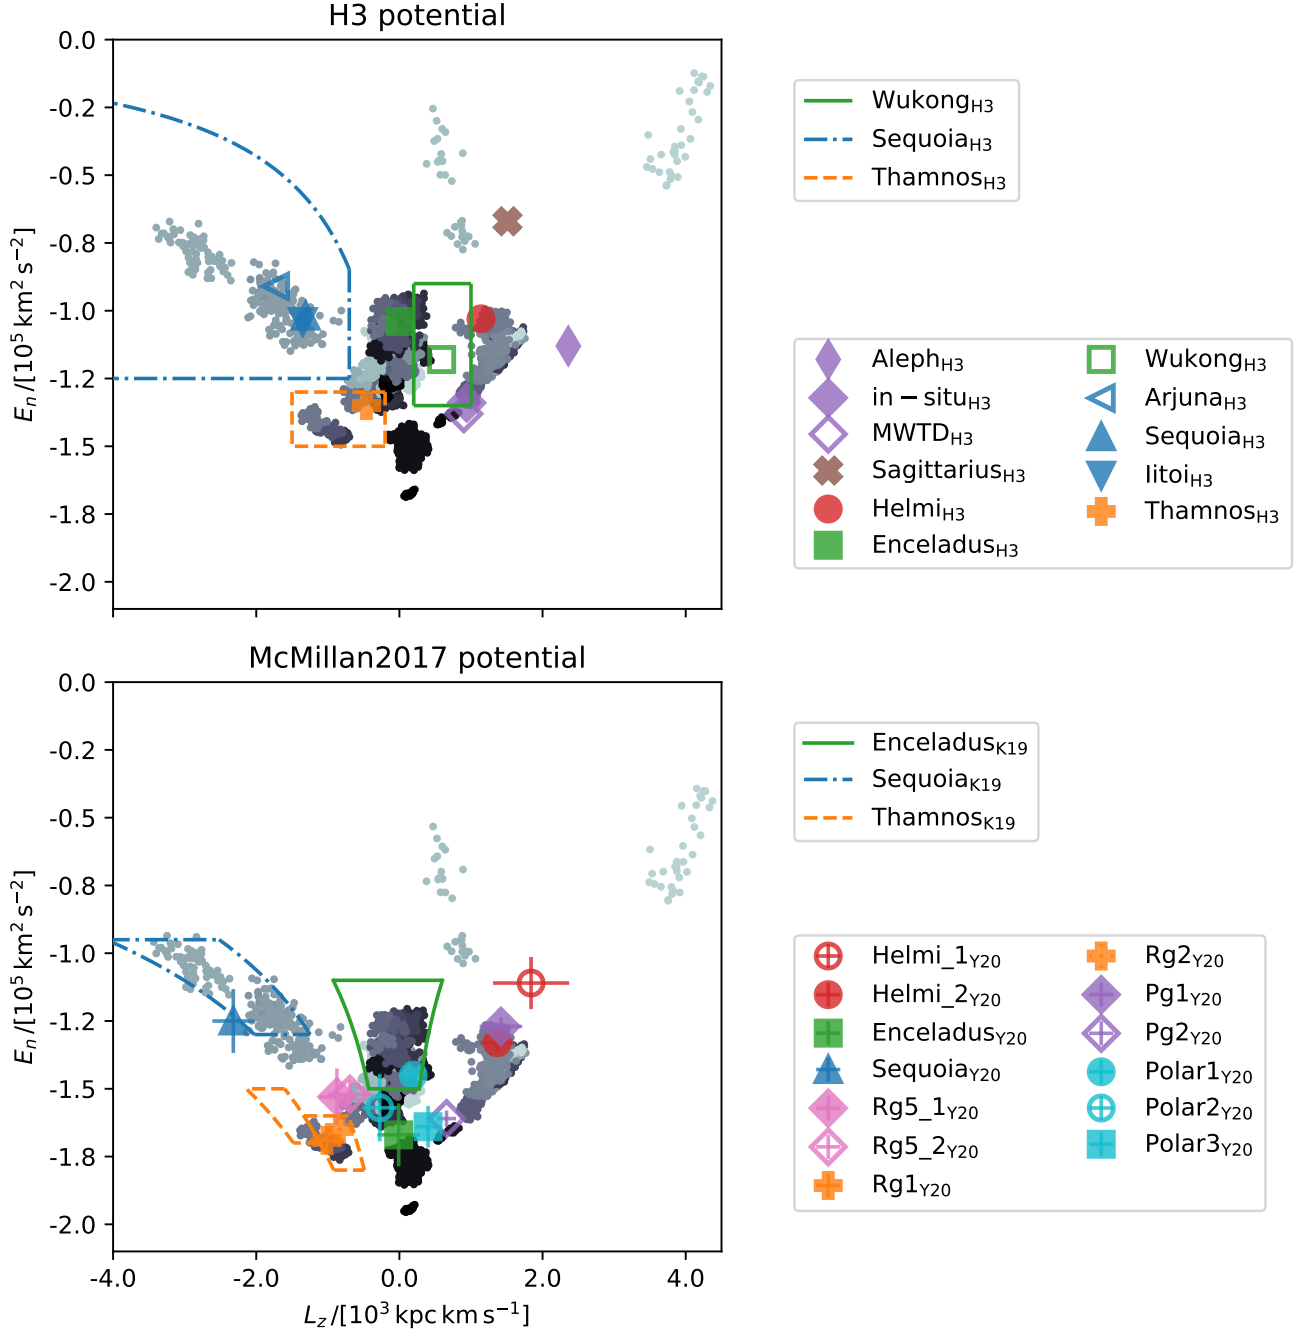 H3 potential
0.0
-0.2
-0.5
-0.8
-1.0
-1.2
-1.5
-1.8
-2.0
E_n/[10^5 km^2 s^-2]
Wukong_H3
Sequoia_H3
Thamnos_H3
Aleph_H3
in − situ_H3
MWTD_H3
Sagittarius_H3
Helmi_H3
Enceladus_H3
Wukong_H3
Arjuna_H3
Sequoia_H3
Iitoi_H3
Thamnos_H3
McMillan2017 potential
0.0
-0.2
-0.5
-0.8
-1.0
-1.2
-1.5
-1.8
-2.0
E_n/[10^5 km^2 s^-2]
-4.0 -2.0 0.0 2.0 4.0
L_z/[10^3 kpc km s^-1]
Enceladus_K19
Sequoia_K19
Thamnos_K19
Helmi_1_Y20
Helmi_2_Y20
Enceladus_Y20
Sequoia_Y20
Rg5_1_Y20
Rg5_2_Y20
Rg1_Y20
Rg2_Y20
Pg1_Y20
Pg2_Y20
Polar1_Y20
Polar2_Y20
Polar3_Y20